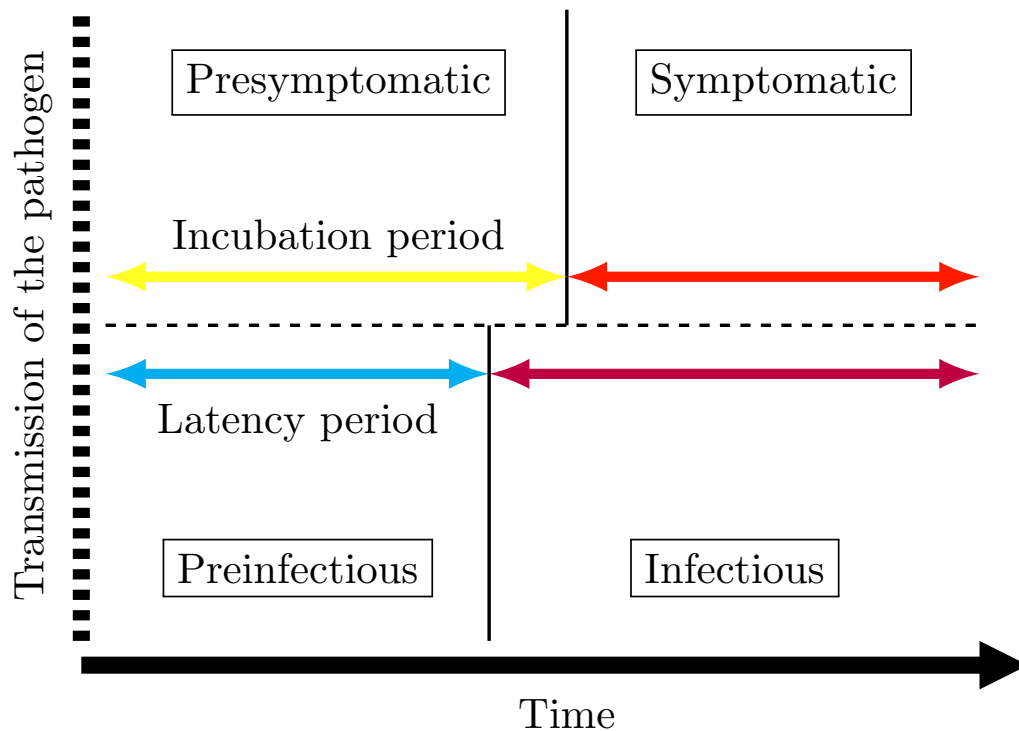 Transmission of the pathogen
Presymptomatic
Symptomatic
Incubation period
Latency period
Preinfectious
Infectious
Time